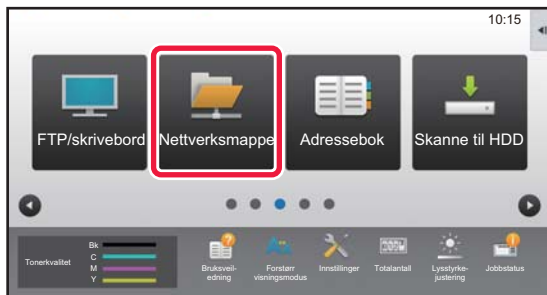 10:15
FTP/skrivebord
Nettverksmappe
Adressebok
Skanne til HDD
Tonerkvalitet
Bk
C
M
Y
Bruksveil-
edning
Forstørr
visningsmodus
Innstillinger
Totalantall
Lysstyrke-
justering
Jobbstatus